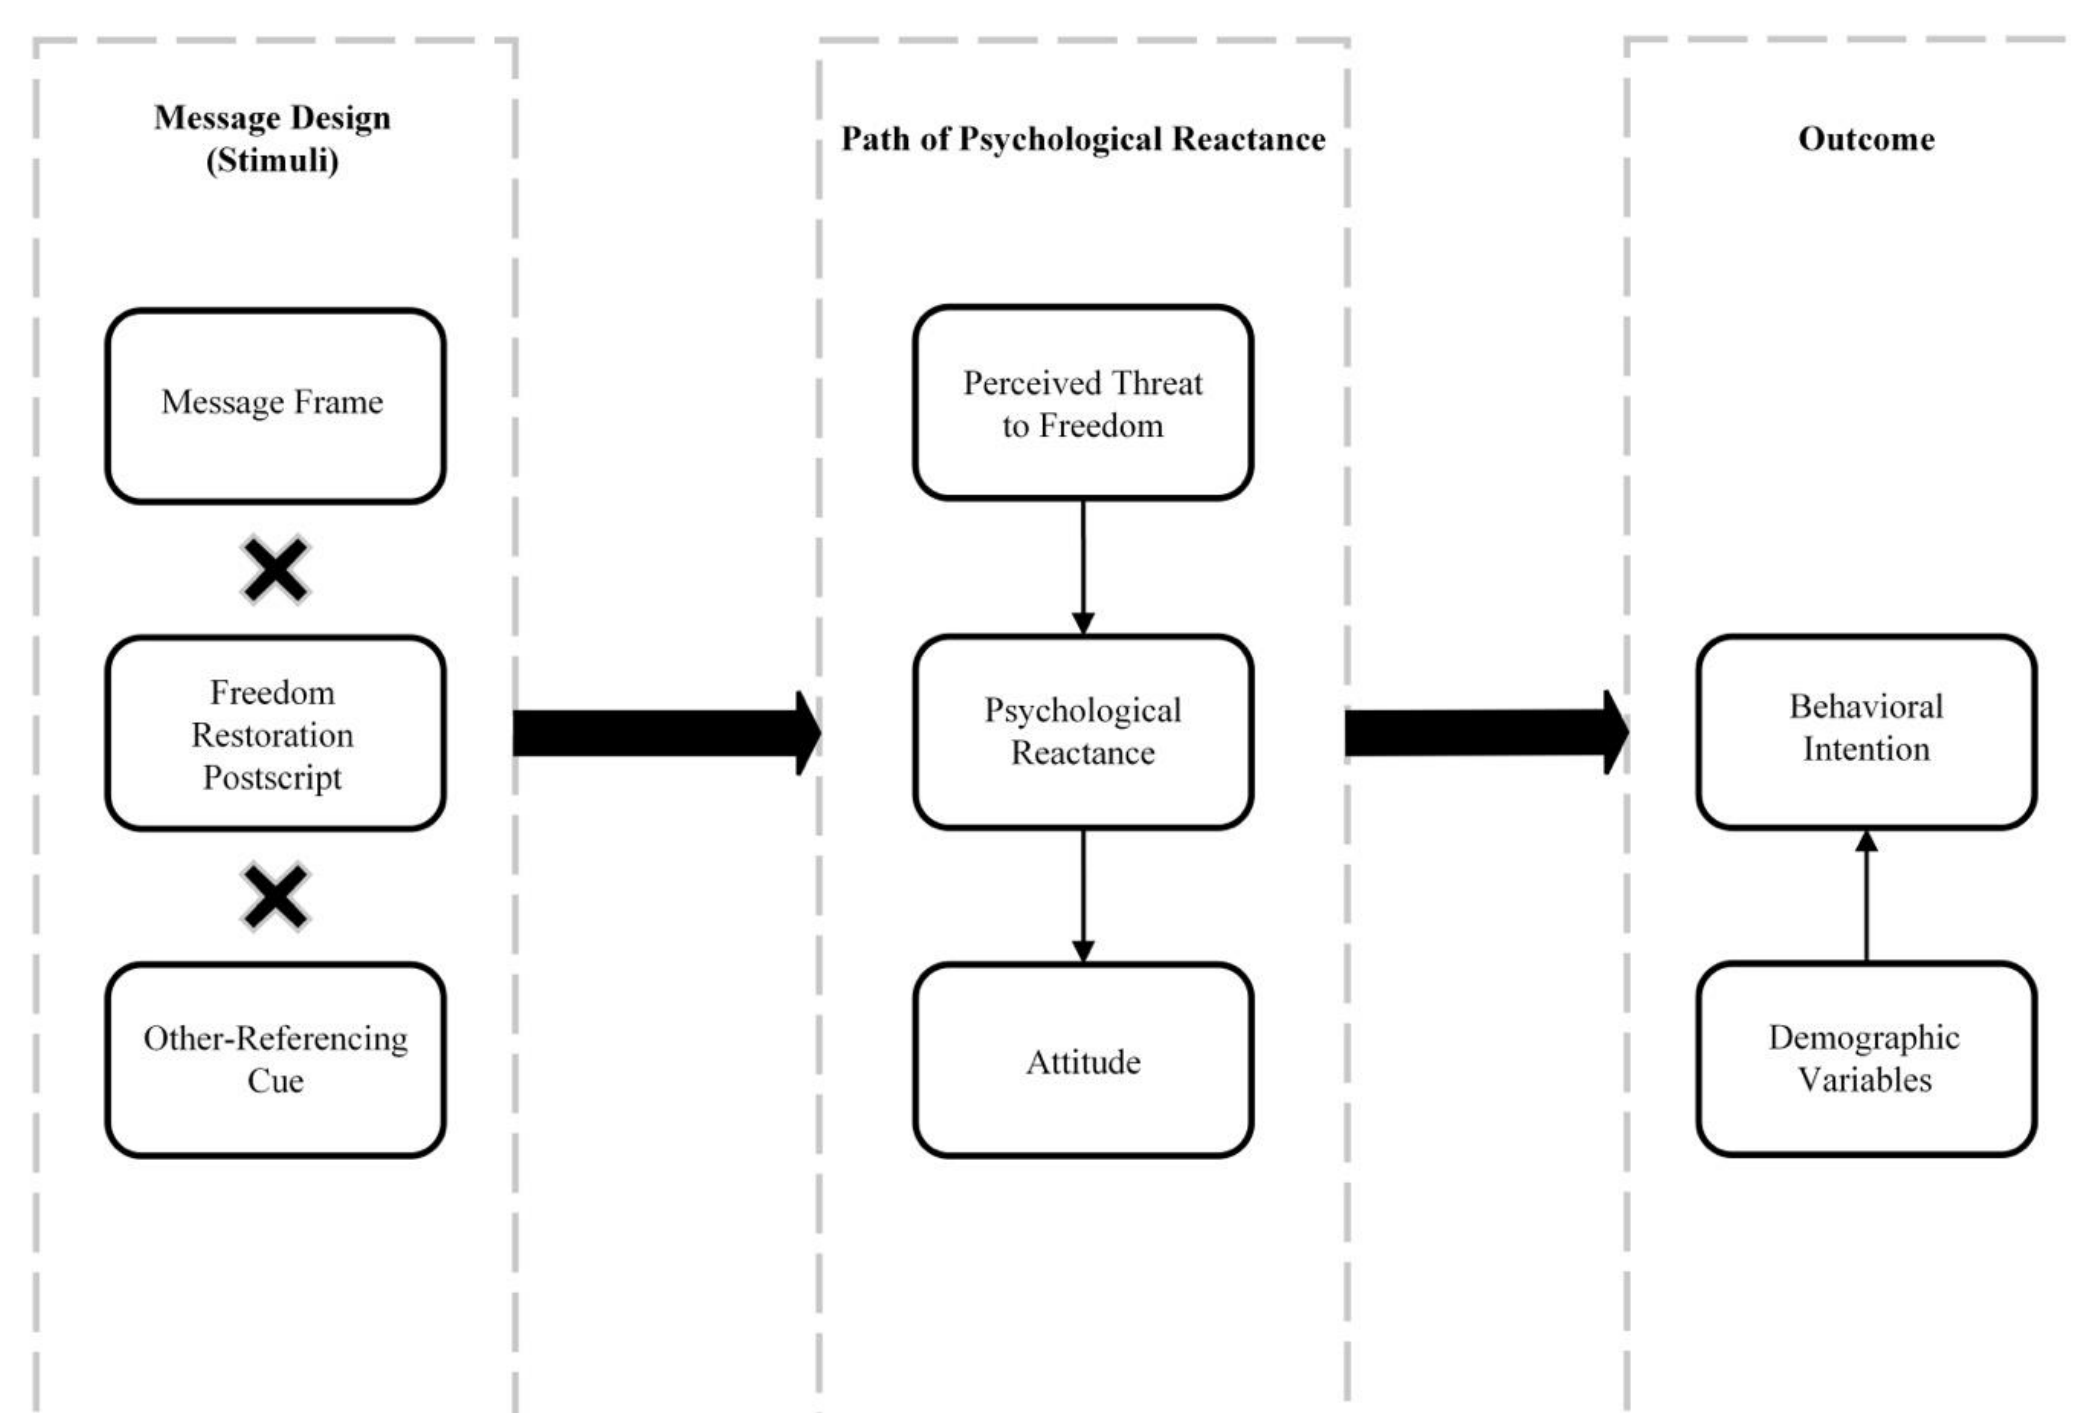 Message Design
(Stimuli)
Message Frame
Freedom
Restoration
Postscript
Other-Referencing
Cue
Path of Psychological Reactance
Perceived Threat
to Freedom
Psychological
Reactance
Attitude
Outcome
Behavioral
Intention
Demographic
Variables